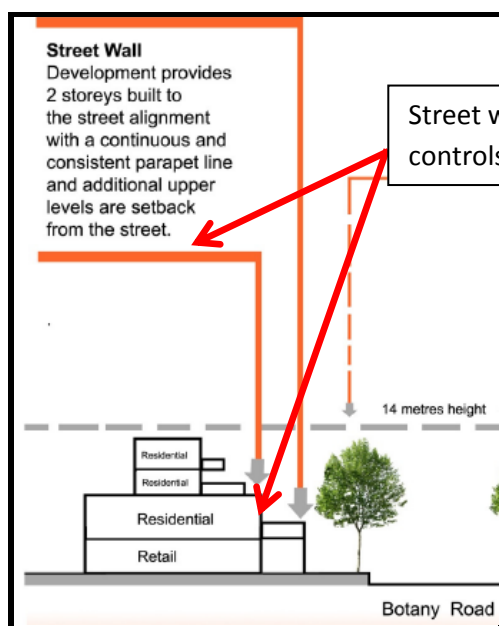 Street Wall
Development provides
2 storeys built to
the street alignment
with a continuous and
consistent parapet line
and additional upper
levels are setback
from the street.
Street w
controls
14 metres height
Residential
Residential
Residential
Retail
Botany Road